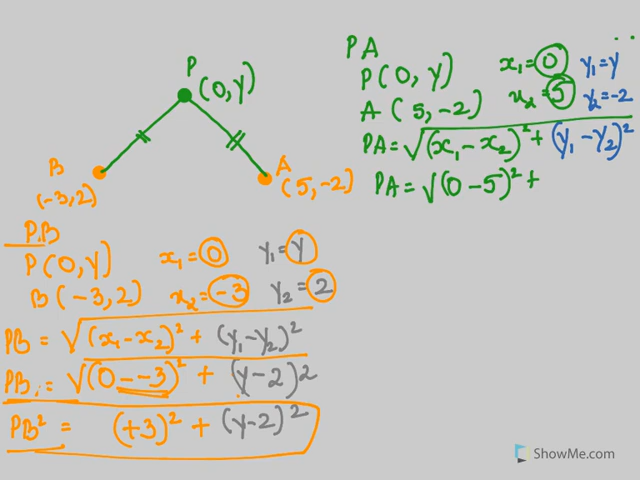 P
(0, y)
B
(-3, 2)
A
(5, -2)
PA
P(0, y) x₁ = 0 y₁ = y
A(5, -2) x₂ = 5 y₂ = -2
PA = √(x₁ - x₂)² + (y₁ - y₂)²
PA = √(0 - 5)² +
PB
P(0, y) x₁ = 0 y₁ = y
B(-3, 2) x₂ = -3 y₂ = 2
PB = √(x₁ - x₂)² + (y₁ - y₂)²
PB = √(0 - -3)² + (y - 2)²
PB² = (+3)² + (y - 2)²
ShowMe.com